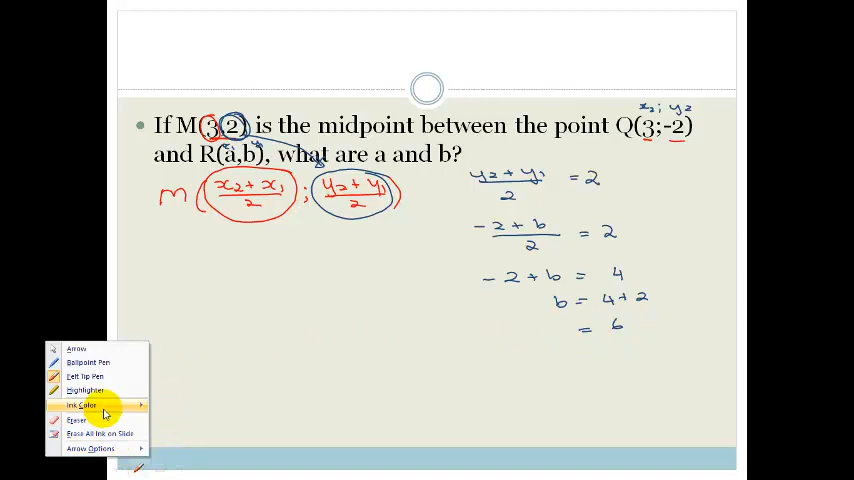 x₂; y₂
If M(3,2) is the midpoint between the point Q(3;-2)
and R(a,b), what are a and b?
M(x₂ + x₁/2 ; y₂ + y₁/2)
y₂ + y₁/2 = 2
-2 + b/2 = 2
-2 + b = 4
b = 4 + 2
= 6
Arrow
Ballpoint Pen
Felt Tip Pen
Highlighter
Ink Color
Eraser
Erase All Ink on Slide
Arrow Options